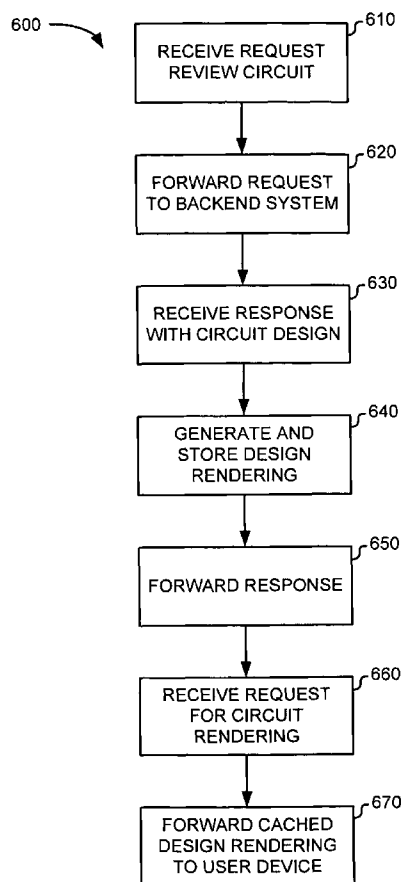 600
610
RECEIVE REQUEST
REVIEW CIRCUIT
620
FORWARD REQUEST
TO BACKEND SYSTEM
630
RECEIVE RESPONSE
WITH CIRCUIT DESIGN
640
GENERATE AND
STORE DESIGN
RENDERING
650
FORWARD RESPONSE
660
RECEIVE REQUEST
FOR CIRCUIT
RENDERING
670
FORWARD CACHED
DESIGN RENDERING
TO USER DEVICE